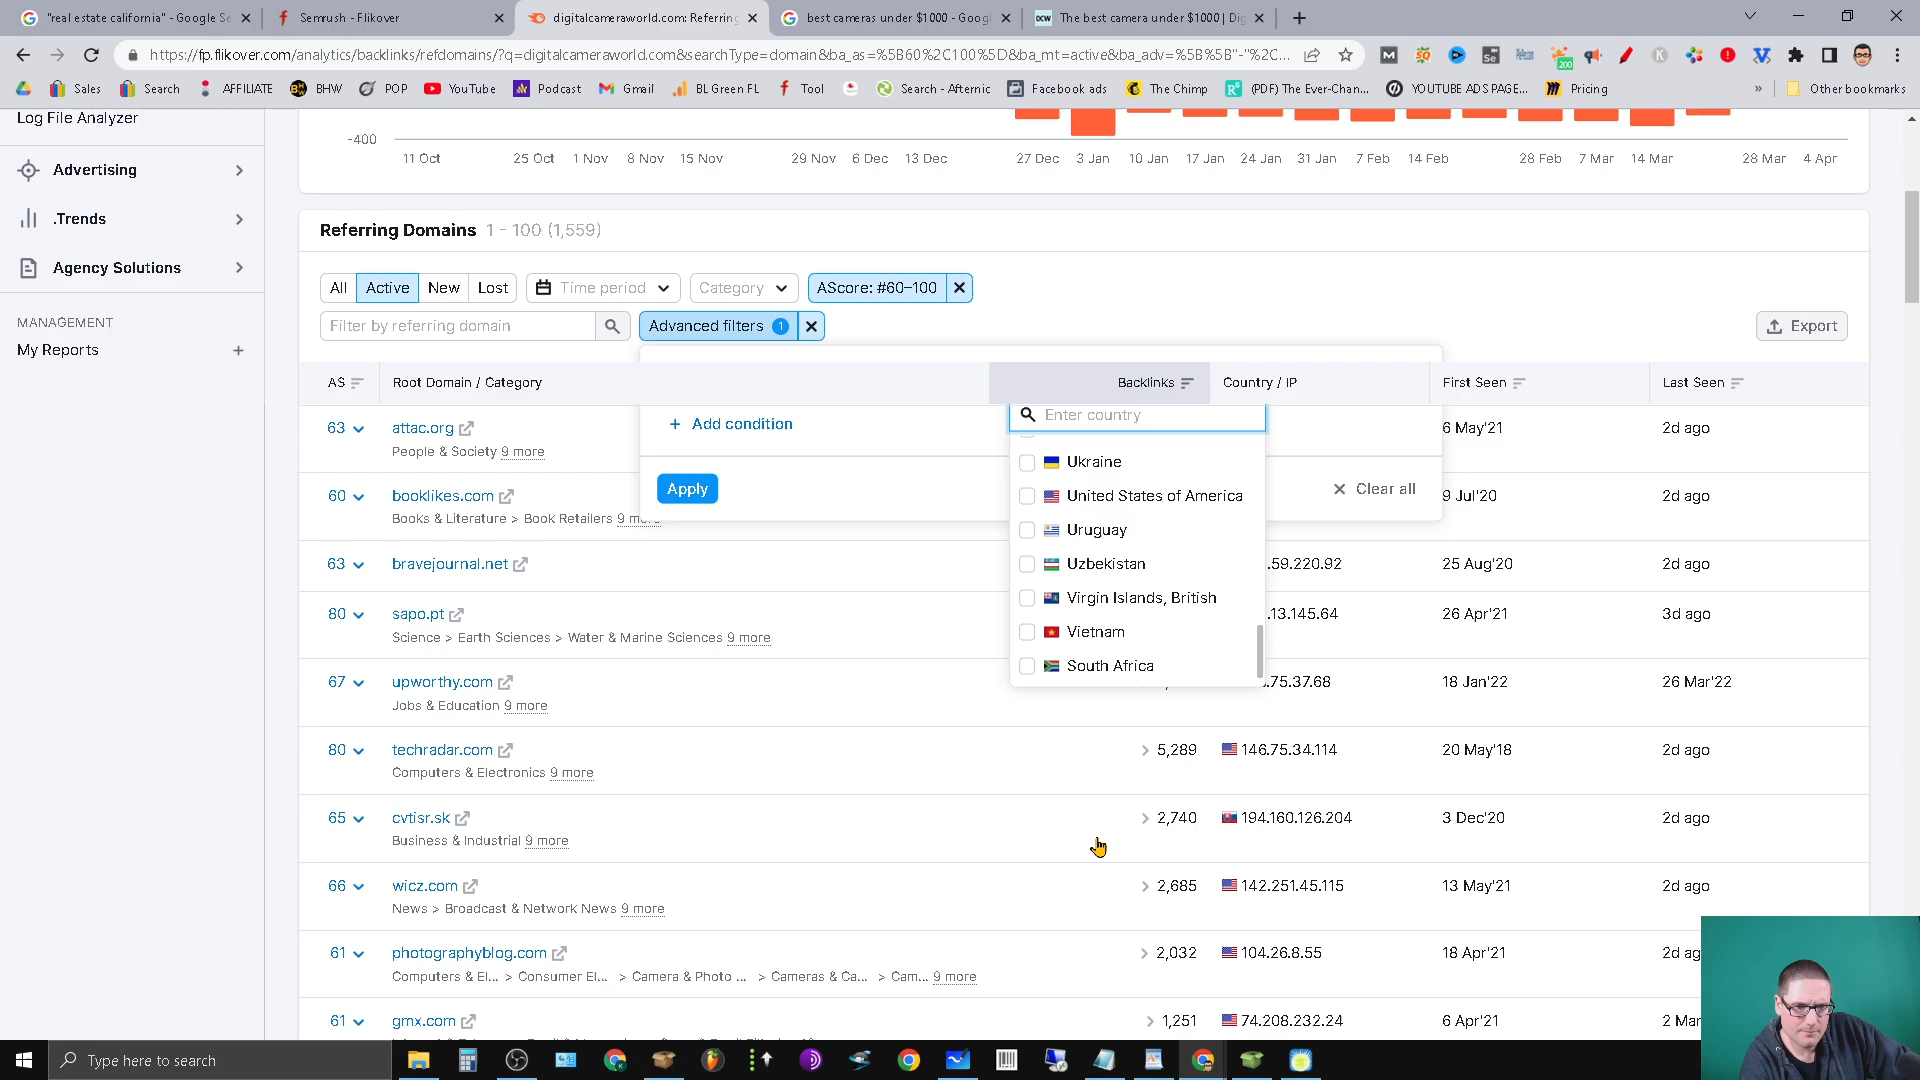 "real estate california" - Google Se
Semrush - Flikover
digitalcameraworld.com: Referring
best cameras under $1000 - Googl
DCW
The best camera under $1000 | Dig
https://fp.flikover.com/analytics/backlinks/refdomains/?q=digitalcameraworld.com&searchType=domain&ba_as=%5B60%2C100%5D&ba_mt=active&ba_adv=%5B%5B"-"%2C...
200
Sales
Search
AFFILIATE
BHW
POP
YouTube
Podcast
Gmail
BL Green FL
Tool
Search - Afternic
Facebook ads
The Chimp
(PDF) The Ever-Chan...
YOUTUBE ADS PAGE...
Pricing
»
Other bookmarks
Log File Analyzer
Advertising
.Trends
Agency Solutions
MANAGEMENT
My Reports +
-400
11 Oct 25 Oct 1 Nov 8 Nov 15 Nov 29 Nov 6 Dec 13 Dec 27 Dec 3 Jan 10 Jan 17 Jan 24 Jan 31 Jan 7 Feb 14 Feb 28 Feb 7 Mar 14 Mar 28 Mar 4 Apr
Referring Domains 1 - 100 (1,559)
All Active New Lost Time period Category AScore: #60–100
Filter by referring domain Advanced filters 1 Export
AS Root Domain / Category Backlinks Country / IP First Seen Last Seen
+ Add condition
Apply
Clear all
Enter country
Ukraine
United States of America
Uruguay
Uzbekistan
Virgin Islands, British
Vietnam
South Africa
63 attac.org 6 May'21
People & Society 9 more
60 booklikes.com 9 Jul'20 2d ago
Books & Literature > Book Retailers 9 more
63 bravejournal.net .59.220.92 25 Aug'20 2d ago
80 sapo.pt .13.145.64 26 Apr'21 3d ago
Science > Earth Sciences > Water & Marine Sciences 9 more
67 upworthy.com .75.37.68 18 Jan'22 26 Mar'22
Jobs & Education 9 more
80 techradar.com > 5,289 146.75.34.114 20 May'18 2d ago
Computers & Electronics 9 more
65 cvtisr.sk > 2,740 194.160.126.204 3 Dec'20 2d ago
Business & Industrial 9 more
66 wicz.com > 2,685 142.251.45.115 13 May'21 2d ago
News > Broadcast & Network News 9 more
61 photographyblog.com > 2,032 104.26.8.55 18 Apr'21 2d ag
Computers & El... > Consumer El... > Camera & Photo ... > Cameras & Ca... > Cam... 9 more
61 gmx.com > 1,251 74.208.232.24 6 Apr'21 2 Mar
Type here to search